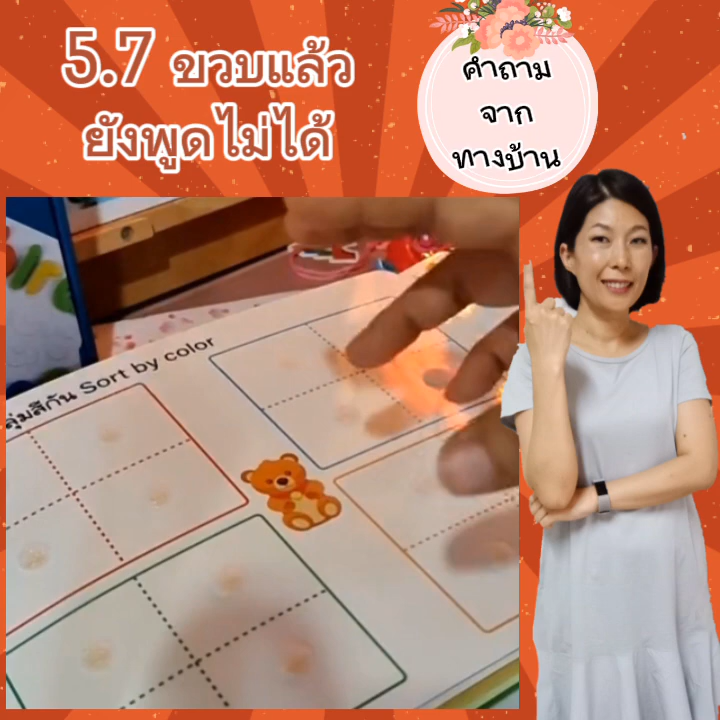 5.7 ขวบแล้ว
ยังพูดไม่ได้
คำถาม
จาก
ทางบ้าน
Sort by color